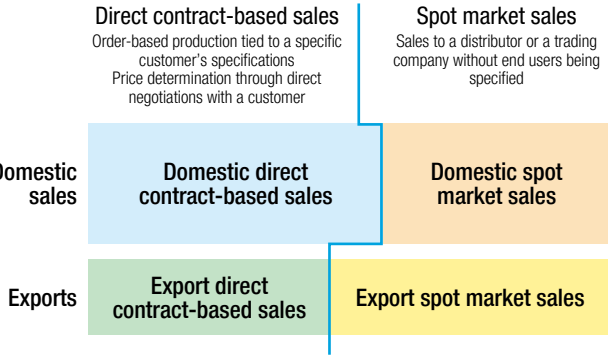 Direct contract-based sales
Order-based production tied to a specific
customer's specifications
Price determination through direct
negotiations with a customer
Spot market sales
Sales to a distributor or a trading
company without end users being
specified
omestic
sales
Domestic direct
contract-based sales
Domestic spot
market sales
Exports
Export direct
contract-based sales
Export spot market sales